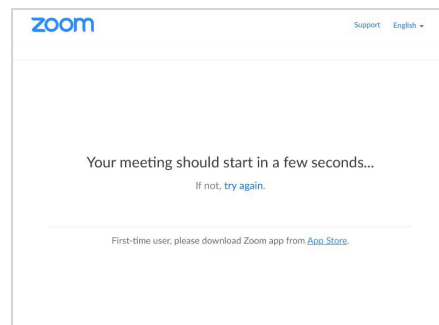 zoom
Support English
Your meeting should start in a few seconds...
If not, try again.
First-time user, please download Zoom app from App Store.